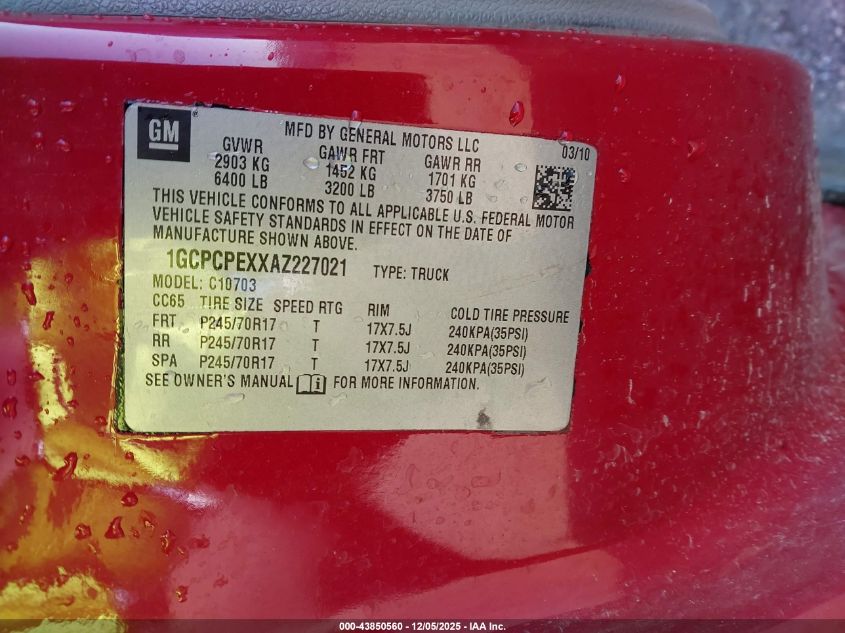 GM
MFD BY GENERAL MOTORS LLC
03/10
GVWR GAWR FRT GAWR RR
2903 KG 1452 KG 1701 KG
6400 LB 3200 LB 3750 LB
THIS VEHICLE CONFORMS TO ALL APPLICABLE U.S. FEDERAL MOTOR
VEHICLE SAFETY STANDARDS IN EFFECT ON THE DATE OF
MANUFACTURE SHOWN ABOVE.
1GCPCPEXXAZ227021 TYPE: TRUCK
MODEL: C10703
CC65 TIRE SIZE SPEED RTG RIM COLD TIRE PRESSURE
FRT P245/70R17 T 17X7.5J 240KPA(35PSI)
RR P245/70R17 T 17X7.5J 240KPA(35PSI)
SPA P245/70R17 T 17X7.5J 240KPA(35PSI)
SEE OWNER'S MANUAL FOR MORE INFORMATION.
000-43850560 - 12/05/2025 - IAA Inc.